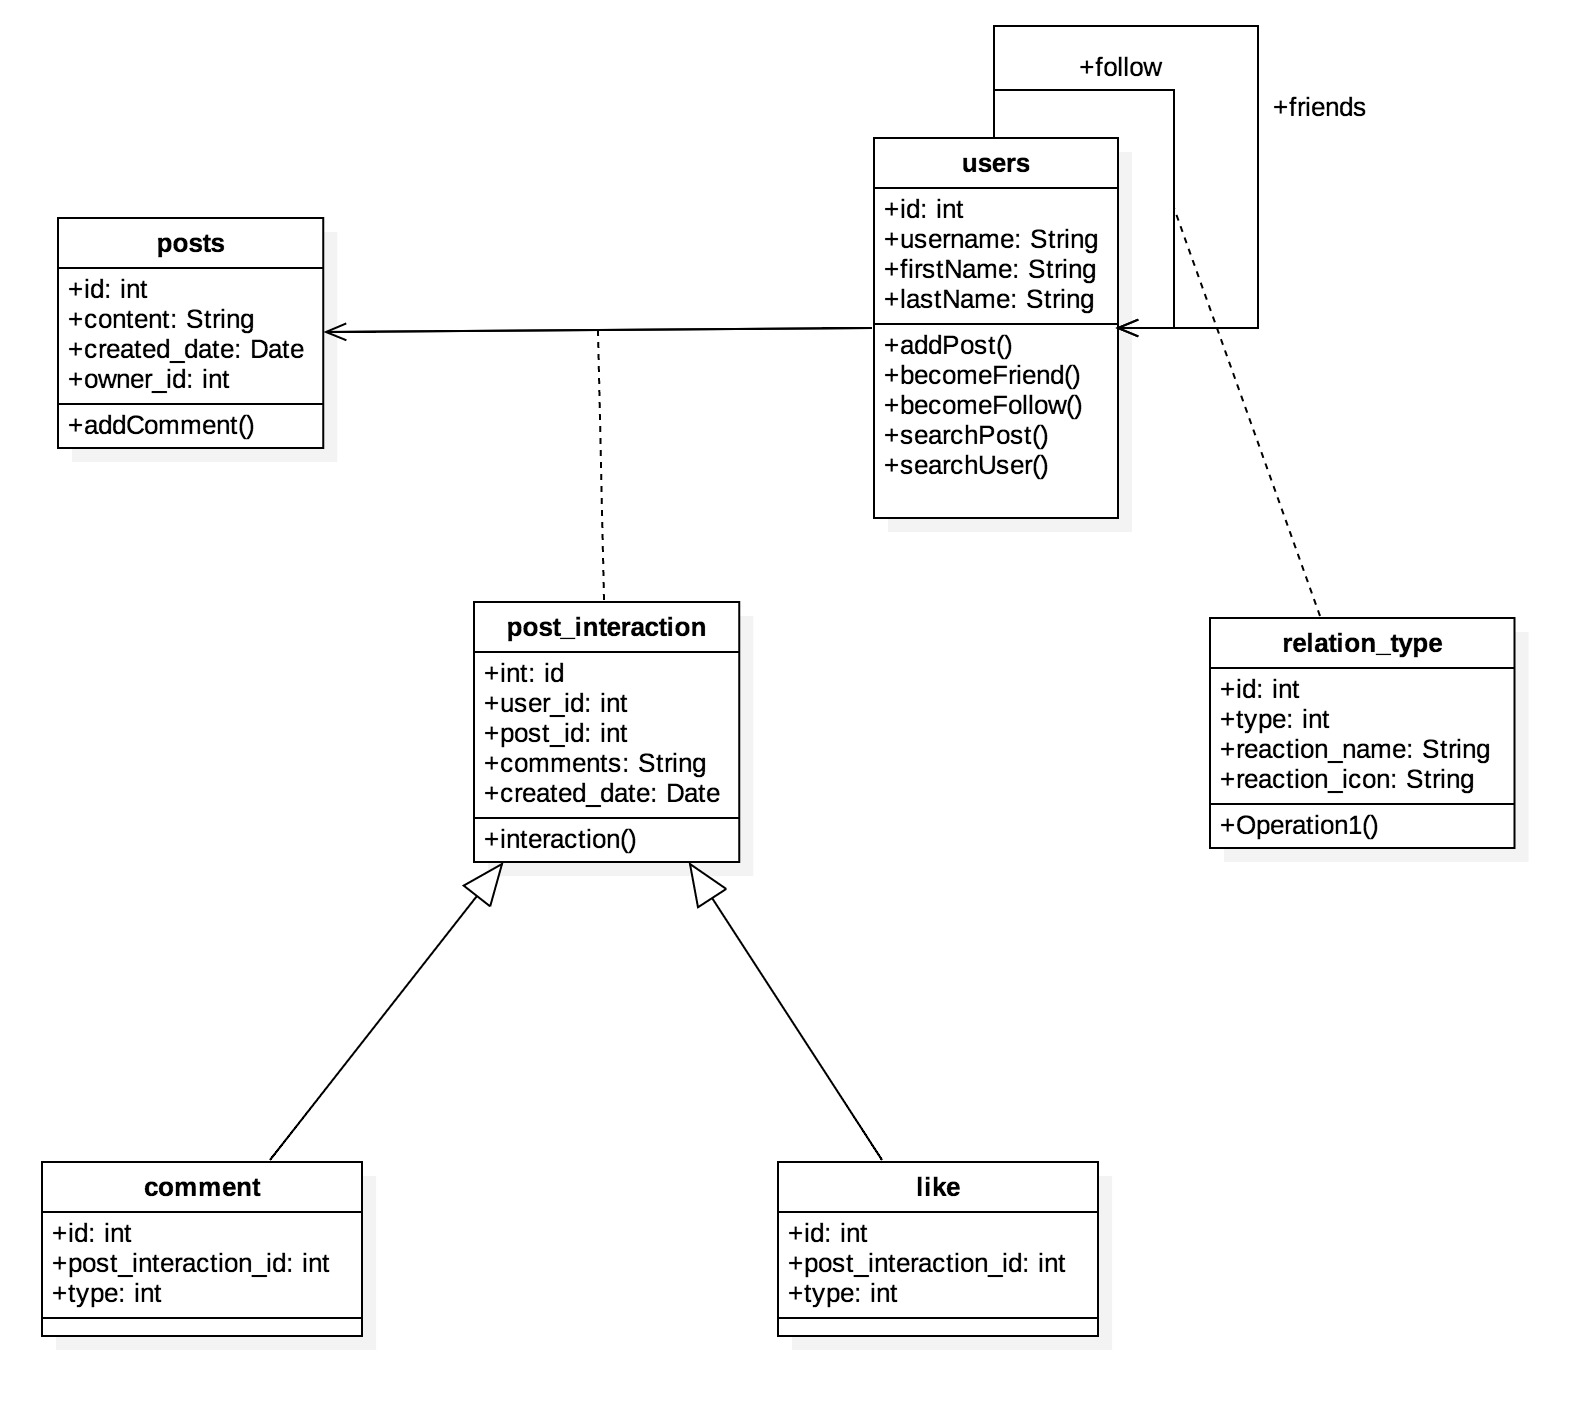 +follow
+friends
users
+id: int
+username: String
+firstName: String
+lastName: String
+addPost()
+becomeFriend()
+becomeFollow()
+searchPost()
+searchUser()
posts
+id: int
+content: String
+created_date: Date
+owner_id: int
+addComment()
post_interaction
+int: id
+user_id: int
+post_id: int
+comments: String
+created_date: Date
+interaction()
relation_type
+id: int
+type: int
+reaction_name: String
+reaction_icon: String
+Operation1()
comment
+id: int
+post_interaction_id: int
+type: int
like
+id: int
+post_interaction_id: int
+type: int